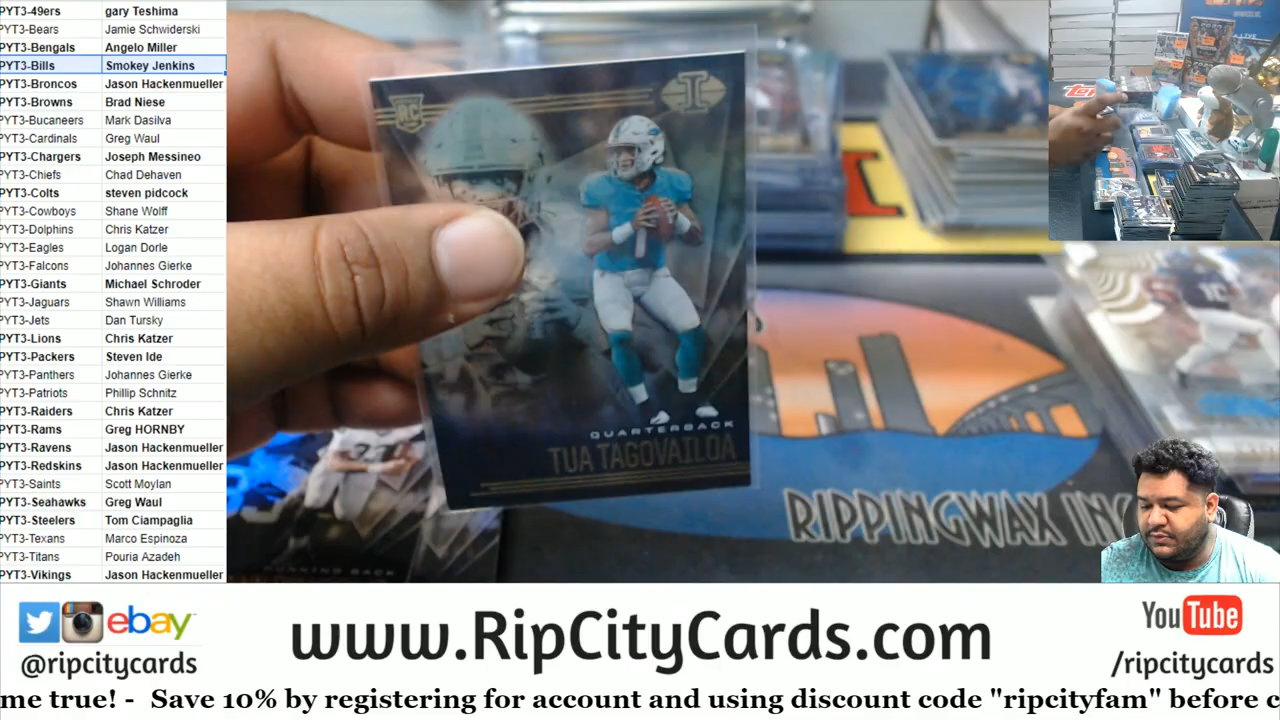 PYT3-49ers gary Teshima
PYT3-Bears Jamie Schwiderski
PYT3-Bengals Angelo Miller
PYT3-Bills Smokey Jenkins
PYT3-Broncos Jason Hackenmueller
PYT3-Browns Brad Niese
PYT3-Bucaneers Mark Dasilva
PYT3-Cardinals Greg Waul
PYT3-Chargers Joseph Messineo
PYT3-Chiefs Chad Dehaven
PYT3-Colts steven pidcock
PYT3-Cowboys Shane Wolff
PYT3-Dolphins Chris Katzer
PYT3-Eagles Logan Dorle
PYT3-Falcons Johannes Gierke
PYT3-Giants Michael Schroder
PYT3-Jaguars Shawn Williams
PYT3-Jets Dan Tursky
PYT3-Lions Chris Katzer
PYT3-Packers Steven Ide
PYT3-Panthers Johannes Gierke
PYT3-Patriots Phillip Schnitz
PYT3-Raiders Chris Katzer
PYT3-Rams Greg HORNBY
PYT3-Ravens Jason Hackenmueller
PYT3-Redskins Jason Hackenmueller
PYT3-Saints Scott Moylan
PYT3-Seahawks Greg Waul
PYT3-Steelers Tom Ciampaglia
PYT3-Texans Marco Espinoza
PYT3-Titans Pouria Azadeh
PYT3-Vikings Jason Hackenmueller
RC
I
QUARTERBACK
TUA TAGOVAILOA
RUNNING BACK
RIPPINGWAX INC
ebay
@ripcitycards
www.RipCityCards.com
YouTube
/ripcitycards
me true! - Save 10% by registering for account and using discount code "ripcityfam" before c